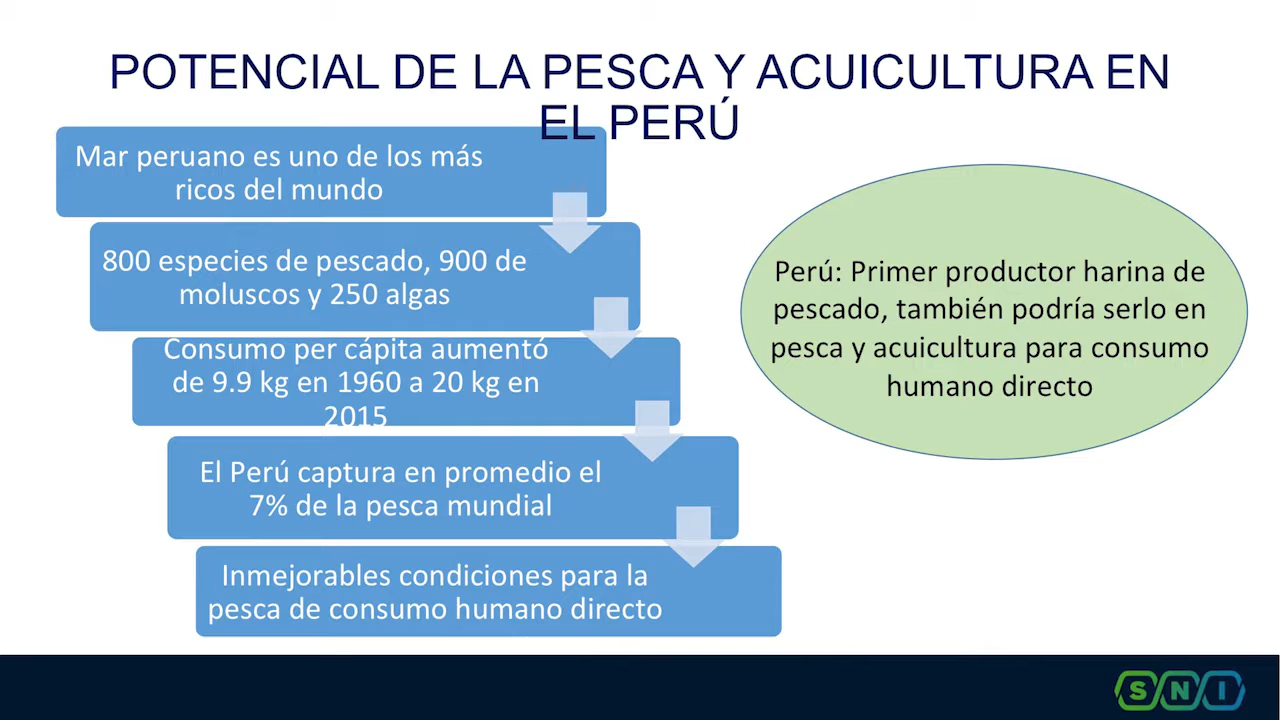 POTENCIAL DE LA PESCA Y ACUICULTURA EN
EL PERÚ
Mar peruano es uno de los más
ricos del mundo
800 especies de pescado, 900 de
moluscos y 250 algas
Consumo per cápita aumentó
de 9.9 kg en 1960 a 20 kg en
2015
El Perú captura en promedio el
7% de la pesca mundial
Inmejorables condiciones para la
pesca de consumo humano directo
Perú: Primer productor harina de
pescado, también podría serlo en
pesca y acuicultura para consumo
humano directo
SNI